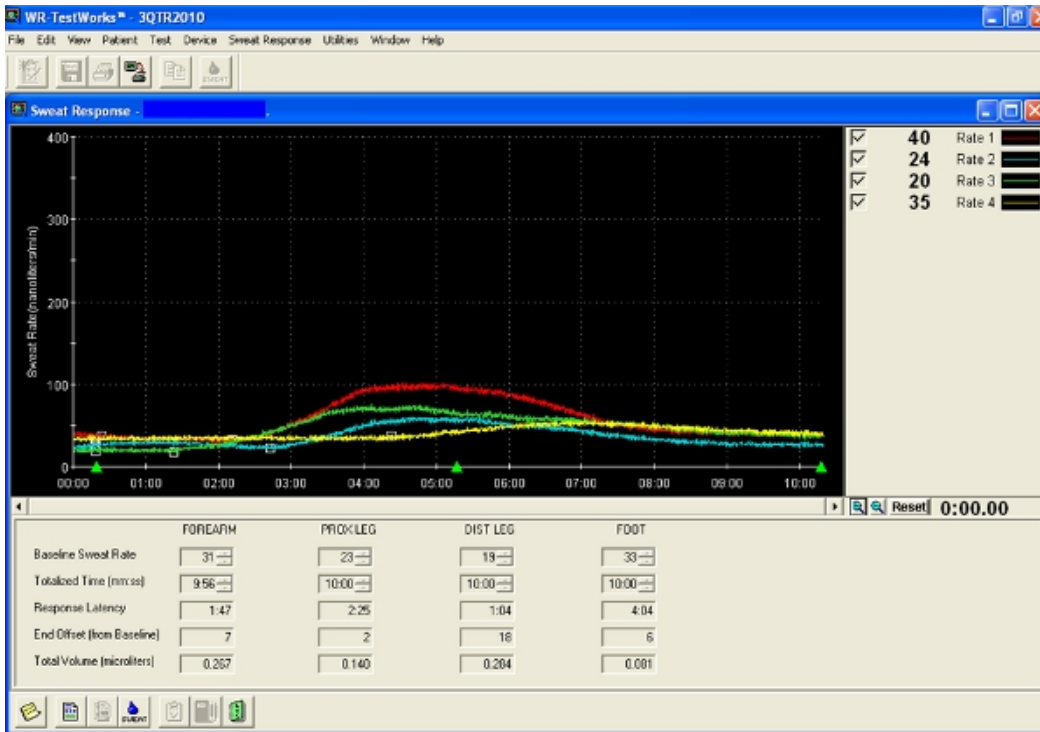 WR-TestWorks™ - 3QTR2010
File Edit View Patient Test Device Sweat Response Utilities Window Help
SWEAT
Sweat Response -
400
300
200
100
0
Sweat Rate(nanoliters/min)
00:00 01:00 02:00 03:00 04:00 05:00 06:00 07:00 08:00 09:00 10:00
40 Rate 1
24 Rate 2
20 Rate 3
35 Rate 4
Reset 0:00.00
FOREARM PROX LEG DIST LEG FOOT
Baseline Sweat Rate 31 23 19 33
Totalized Time (mm:ss) 9:56 10:00 10:00 10:00
Response Latency 1:47 2:25 1:04 4:04
End Offset (from Baseline) 7 2 18 6
Total Volume (microliters) 0.267 0.140 0.204 0.081
SWEAT